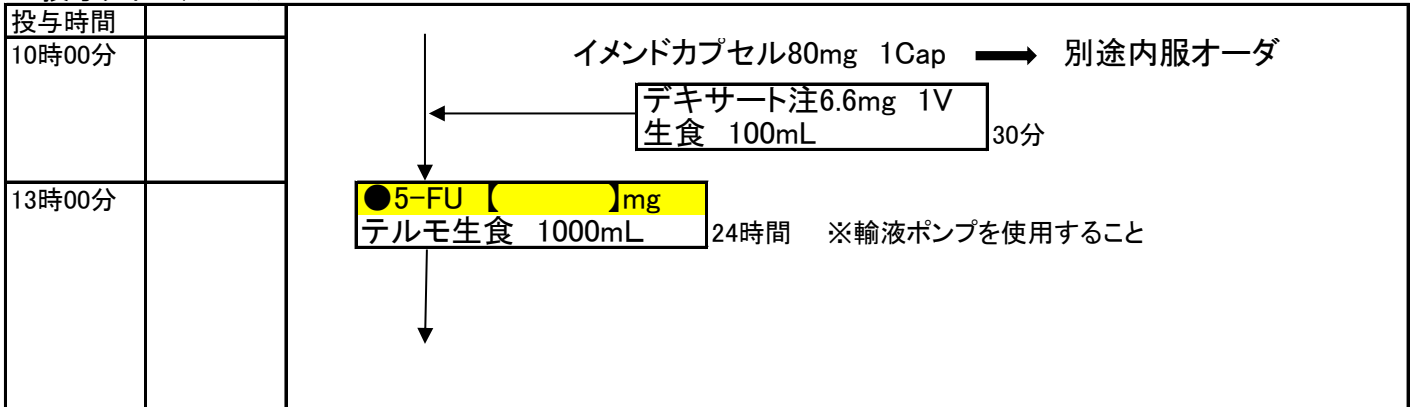 投与時間
10時00分
イメンドカプセル80mg 1Cap ➡ 別途内服オーダ
デキサート注6.6mg 1V
生食 100mL 30分
13時00分
●5-FU 【 】mg
テルモ生食 1000mL 24時間 ※輸液ポンプを使用すること